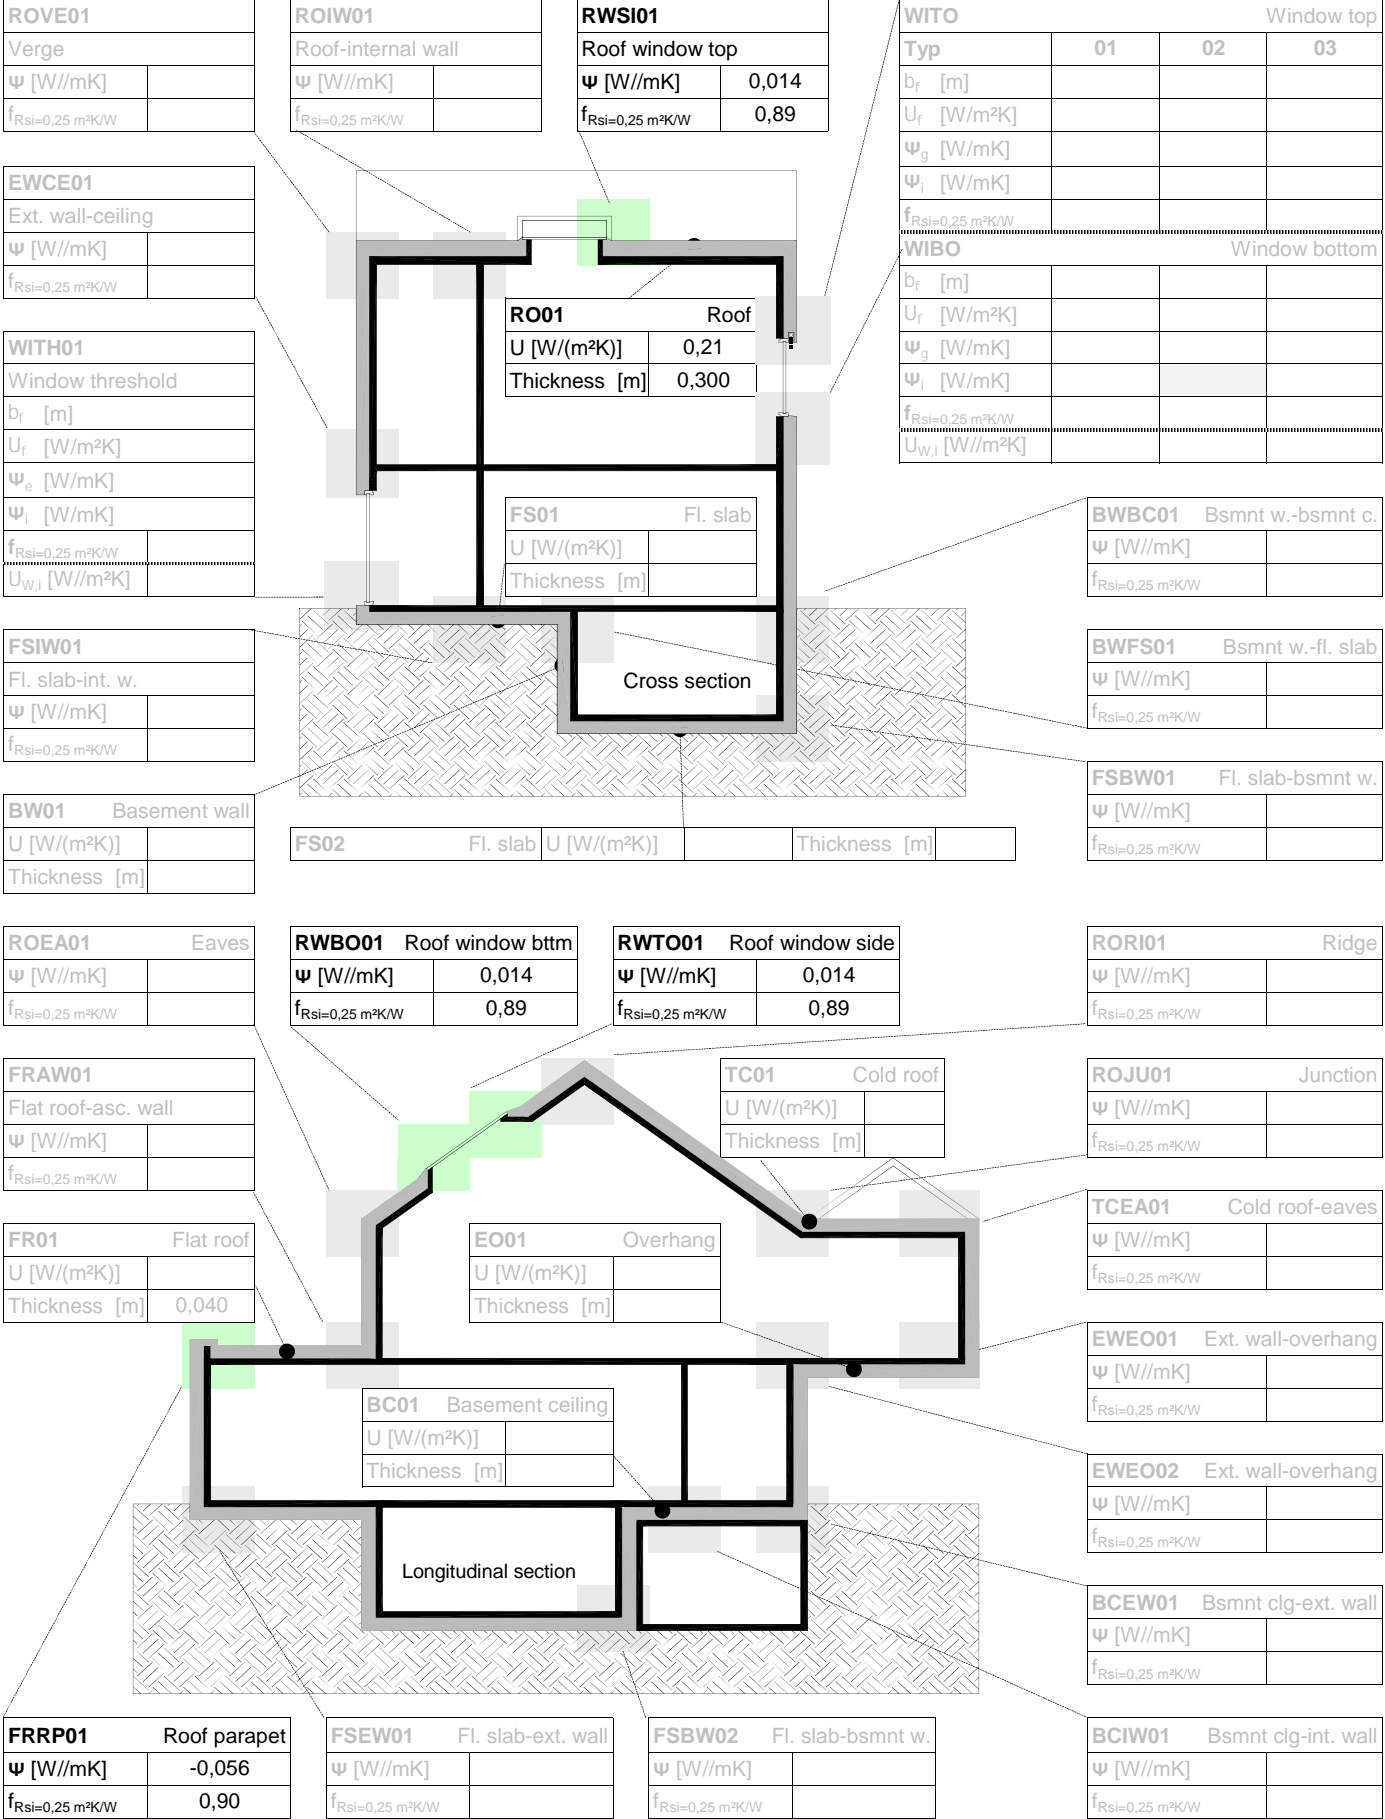 ROVE01
Verge
Ψ [W//mK]
fRsi=0,25 m²K/W
ROIW01
Roof-internal wall
Ψ [W//mK]
fRsi=0,25 m²K/W
RWSI01
Roof window top
Ψ [W//mK] 0,014
fRsi=0,25 m²K/W 0,89
WITO Window top
Typ 01 02 03
bf [m]
Uf [W/m²K]
Ψg [W/mK]
Ψi [W/mK]
fRsi=0,25 m²K/W
WIBO Window bottom
bf [m]
Uf [W/m²K]
Ψg [W/mK]
Ψi [W/mK]
fRsi=0,25 m²K/W
UW,i [W//m²K]
EWCE01
Ext. wall-ceiling
Ψ [W//mK]
fRsi=0,25 m²K/W
RO01 Roof
U [W/(m²K)] 0,21
Thickness [m] 0,300
WITH01
Window threshold
bf [m]
Uf [W/m²K]
Ψe [W/mK]
Ψi [W/mK]
fRsi=0,25 m²K/W
UW,i [W//m²K]
FS01 Fl. slab
U [W/(m²K)]
Thickness [m]
BWBC01 Bsmnt w.-bsmnt c.
Ψ [W//mK]
fRsi=0,25 m²K/W
FSIW01
Fl. slab-int. w.
Ψ [W//mK]
fRsi=0,25 m²K/W
Cross section
BWFS01 Bsmnt w.-fl. slab
Ψ [W//mK]
fRsi=0,25 m²K/W
FSBW01 Fl. slab-bsmnt w.
Ψ [W//mK]
fRsi=0,25 m²K/W
BW01 Basement wall
U [W/(m²K)]
Thickness [m]
FS02 Fl. slab U [W/(m²K)] Thickness [m]
ROEA01 Eaves
Ψ [W//mK]
fRsi=0,25 m²K/W
RWBO01 Roof window bttm
Ψ [W//mK] 0,014
fRsi=0,25 m²K/W 0,89
RWTO01 Roof window side
Ψ [W//mK] 0,014
fRsi=0,25 m²K/W 0,89
RORI01 Ridge
Ψ [W//mK]
fRsi=0,25 m²K/W
FRAW01
Flat roof-asc. wall
Ψ [W//mK]
fRsi=0,25 m²K/W
TC01 Cold roof
U [W/(m²K)]
Thickness [m]
ROJU01 Junction
Ψ [W//mK]
fRsi=0,25 m²K/W
TCEA01 Cold roof-eaves
Ψ [W//mK]
fRsi=0,25 m²K/W
FR01 Flat roof
U [W/(m²K)]
Thickness [m] 0,040
EO01 Overhang
U [W/(m²K)]
Thickness [m]
EWEO01 Ext. wall-overhang
Ψ [W//mK]
fRsi=0,25 m²K/W
BC01 Basement ceiling
U [W/(m²K)]
Thickness [m]
EWEO02 Ext. wall-overhang
Ψ [W//mK]
fRsi=0,25 m²K/W
Longitudinal section
BCEW01 Bsmnt clg-ext. wall
Ψ [W//mK]
fRsi=0,25 m²K/W
FRRP01 Roof parapet
Ψ [W//mK] -0,056
fRsi=0,25 m²K/W 0,90
FSEW01 Fl. slab-ext. wall
Ψ [W//mK]
fRsi=0,25 m²K/W
FSBW02 Fl. slab-bsmnt w.
Ψ [W//mK]
fRsi=0,25 m²K/W
BCIW01 Bsmnt clg-int. wall
Ψ [W//mK]
fRsi=0,25 m²K/W